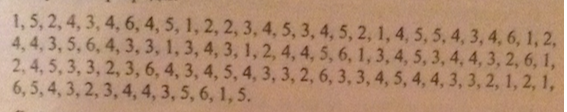 1, 5, 2, 4, 3, 4, 6, 4, 5, 1, 2, 2, 3, 4, 5, 3, 4, 5, 2, 1, 4, 5, 5, 4, 3, 4, 6, 1, 2,
4, 4, 3, 5, 6, 4, 3, 3, 1, 3, 4, 3, 1, 2, 4, 4, 5, 6, 1, 3, 4, 5, 3, 4, 4, 3, 2, 6, 1,
2, 4, 5, 3, 3, 2, 3, 6, 4, 3, 4, 5, 4, 3, 3, 2, 6, 3, 3, 4, 5, 4, 4, 3, 3, 2, 1, 2, 1,
6, 5, 4, 3, 2, 3, 4, 4, 3, 5, 6, 1, 5.